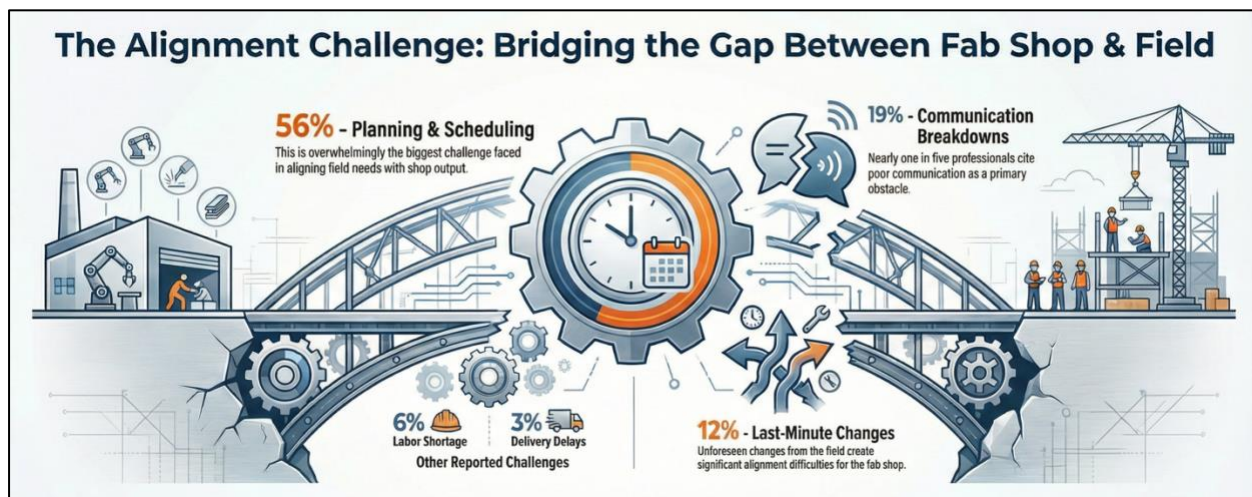 The Alignment Challenge: Bridging the Gap Between Fab Shop & Field
56% – Planning & Scheduling
This is overwhelmingly the biggest challenge faced
in aligning field needs with shop output.
19% - Communication
Breakdowns
Nearly one in five professionals cite
poor communication as a primary
obstacle.
6%
Labor Shortage
3%
Delivery Delays
Other Reported Challenges
12% - Last-Minute Changes
Unforeseen changes from the field create
significant alignment difficulties for the fab shop.